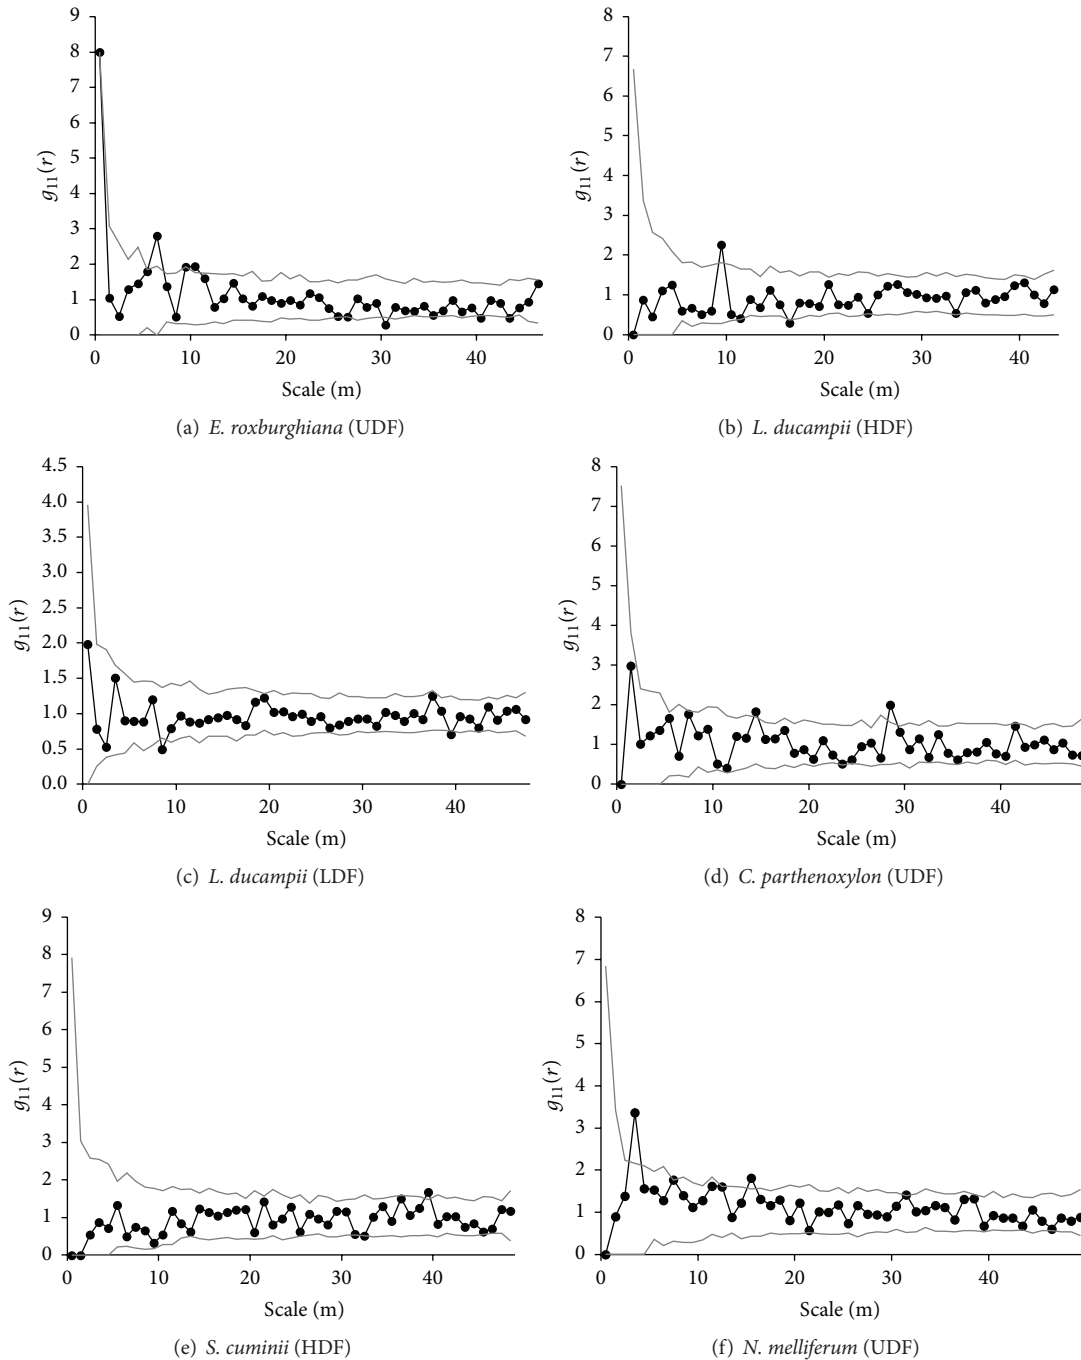 9
8
7
6
5
4
3
2
1
0
g11(r)
0 10 20 30 40
Scale (m)
(a) E. roxburghiana (UDF)
8
7
6
5
4
3
2
1
0
g11(r)
0 10 20 30 40
Scale (m)
(b) L. ducampii (HDF)
4.5
4.0
3.5
3.0
2.5
2.0
1.5
1.0
0.5
0.0
g11(r)
0 10 20 30 40
Scale (m)
(c) L. ducampii (LDF)
8
7
6
5
4
3
2
1
0
g11(r)
0 10 20 30 40
Scale (m)
(d) C. parthenoxylon (UDF)
9
8
7
6
5
4
3
2
1
0
g11(r)
0 10 20 30 40
Scale (m)
(e) S. cuminii (HDF)
8
7
6
5
4
3
2
1
0
g11(r)
0 10 20 30 40
Scale (m)
(f) N. melliferum (UDF)